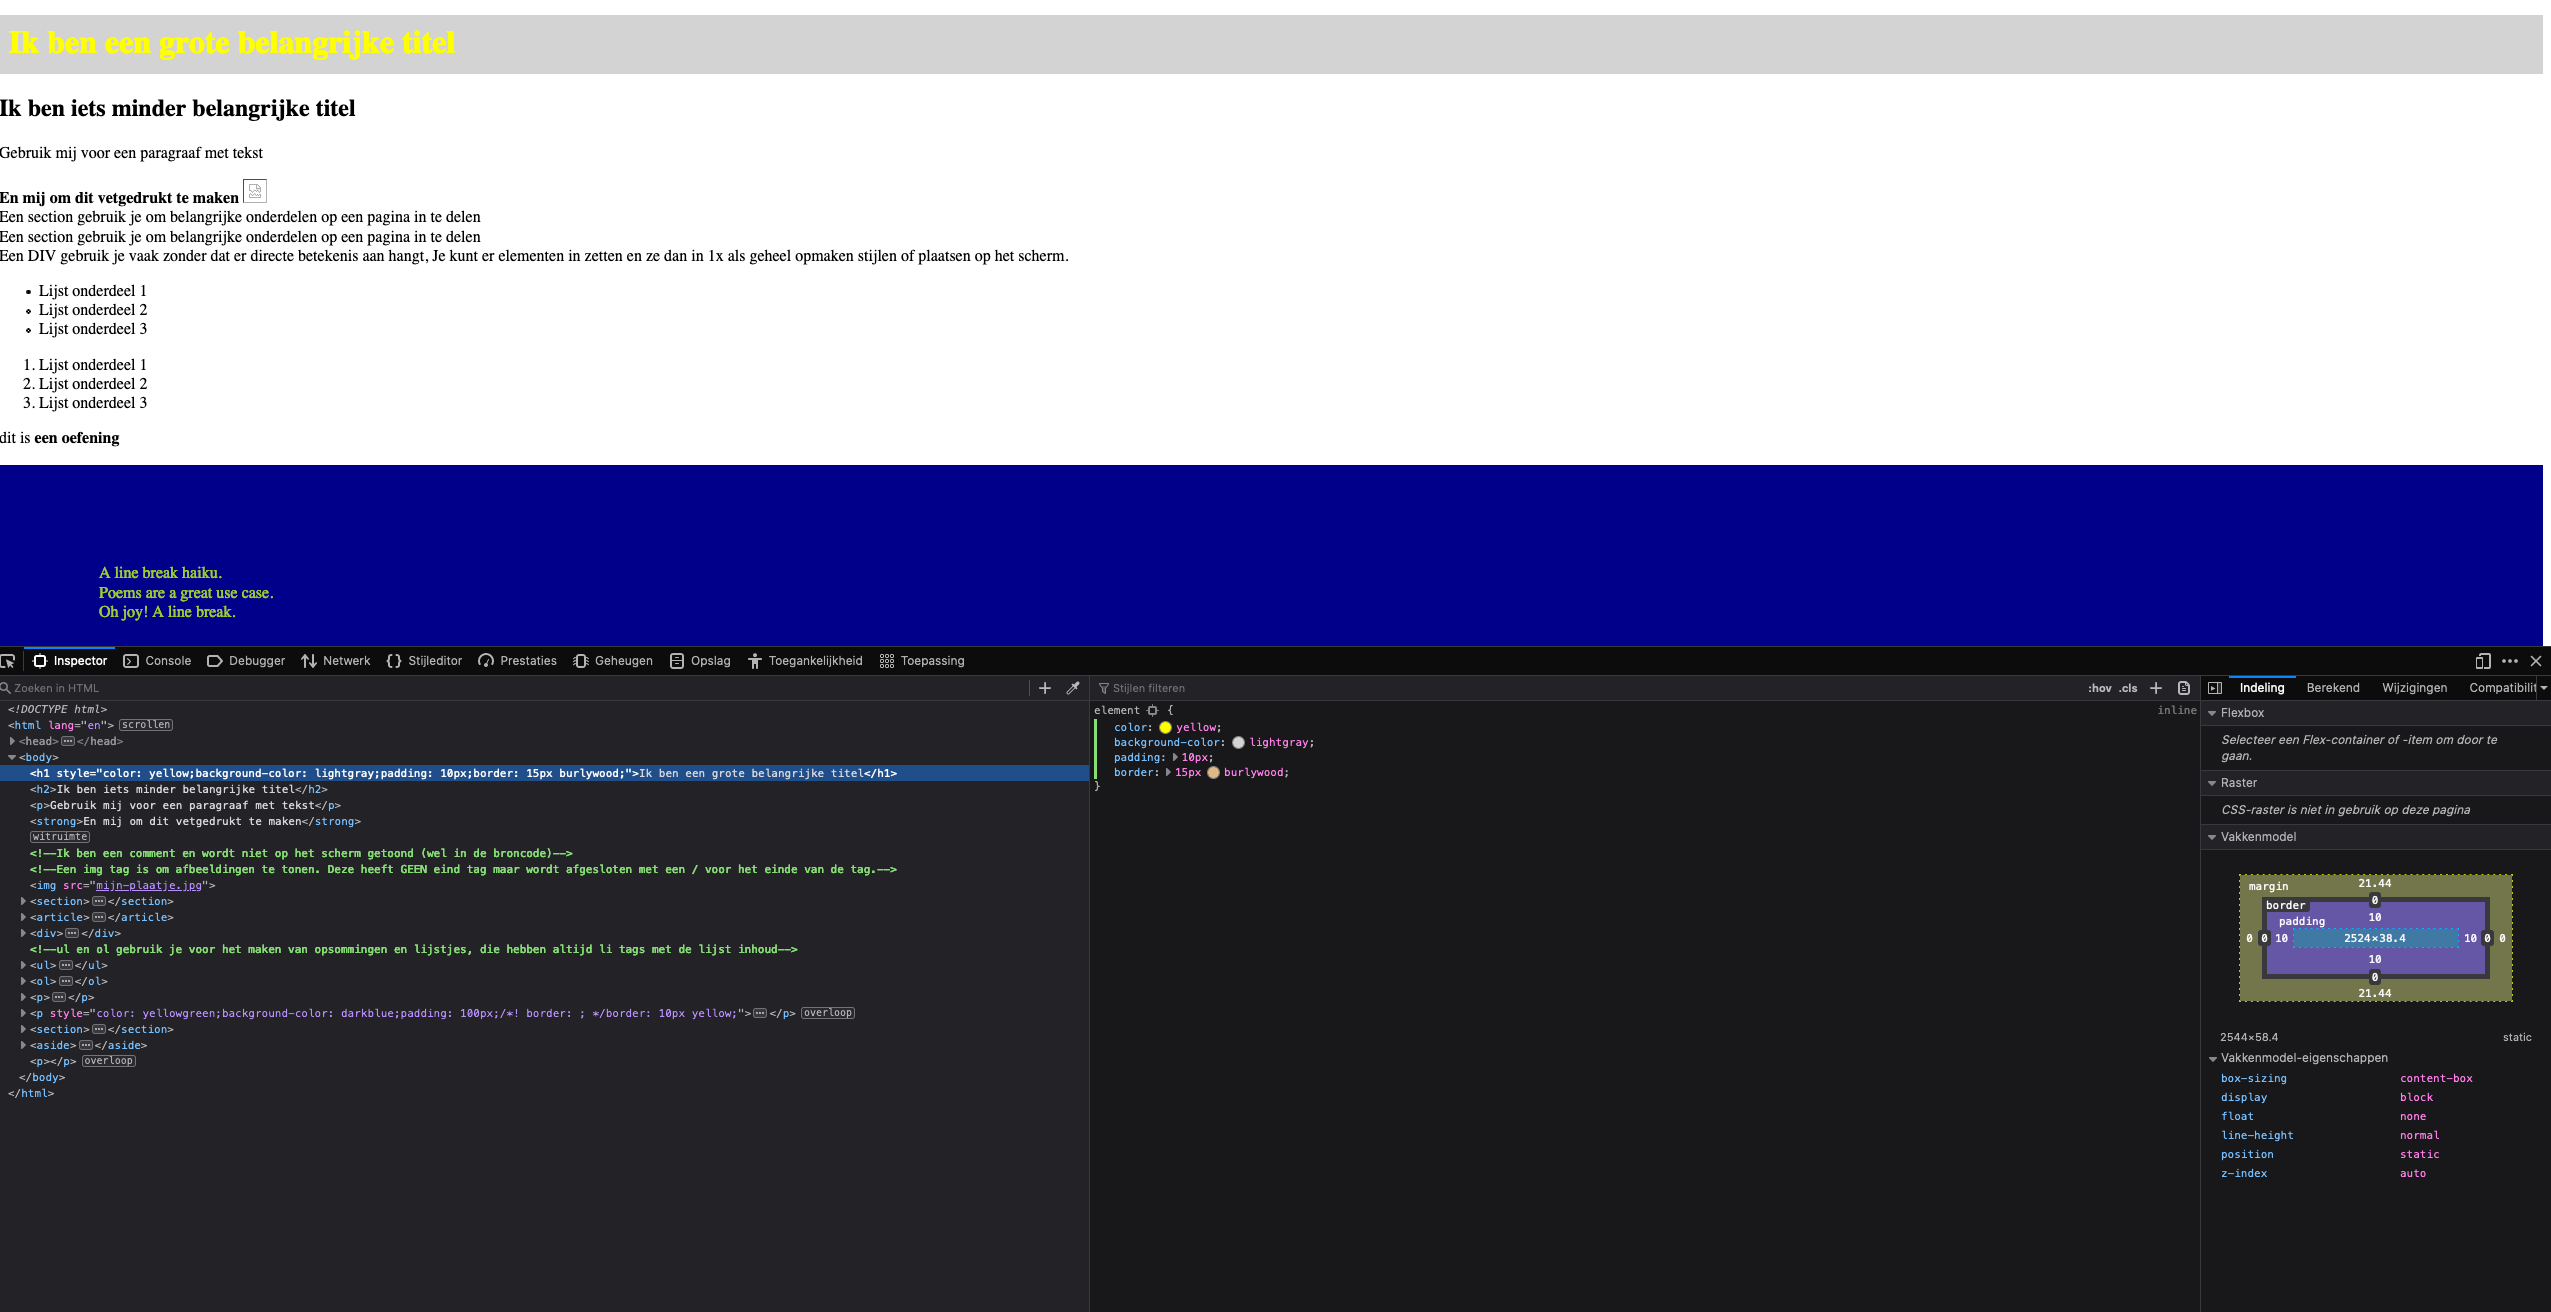 Ik ben een grote belangrijke titel
Ik ben iets minder belangrijke titel
Gebruik mij voor een paragraaf met tekst
En mij om dit vetgedrukt te maken
Een section gebruik je om belangrijke onderdelen op een pagina in te delen
Een section gebruik je om belangrijke onderdelen op een pagina in te delen
Een DIV gebruik je vaak zonder dat er directe betekenis aan hangt, Je kunt er elementen in zetten en ze dan in 1x als geheel opmaken stijlen of plaatsen op het scherm.
• Lijst onderdeel 1
• Lijst onderdeel 2
• Lijst onderdeel 3
1. Lijst onderdeel 1
2. Lijst onderdeel 2
3. Lijst onderdeel 3
dit is een oefening
A line break haiku.
Poems are a great use case.
Oh joy! A line break.
Inspector Console Debugger Netwerk Stijleditor Prestaties Geheugen Opslag Toegankelijkheid Toepassing
Zoeken in HTML
<!DOCTYPE html>
<html lang="en"> scrollen
<head> </head>
<body>
<h1 style="color: yellow;background-color: lightgray;padding: 10px;border: 15px burlywood;">Ik ben een grote belangrijke titel</h1>
<h2>Ik ben iets minder belangrijke titel</h2>
<p>Gebruik mij voor een paragraaf met tekst</p>
<strong>En mij om dit vetgedrukt te maken</strong>
witruimte
<!--Ik ben een comment en wordt niet op het scherm getoond (wel in de broncode)-->
<!--Een img tag is om afbeeldingen te tonen. Deze heeft GEEN eind tag maar wordt afgesloten met een / voor het einde van de tag.-->
<img src="mijn-plaatje.jpg">
<section> </section>
<article> </article>
<div> </div>
<!--ul en ol gebruik je voor het maken van opsommingen en lijstjes, die hebben altijd li tags met de lijst inhoud-->
<ul> </ul>
<ol> </ol>
<p> </p>
<p style="color: yellowgreen;background-color: darkblue;padding: 100px;/*! border: ; */border: 10px yellow;"> </p> overloop
<section> </section>
<aside> </aside>
<p></p> overloop
</body>
</html>
Stijlen filteren :hov .cls
element { inline
color: yellow;
background-color: lightgray;
padding: 10px;
border: 15px burlywood;
}
Indeling Berekend Wijzigingen Compatibilit
Flexbox
Selecteer een Flex-container of -item om door te
gaan.
Raster
CSS-raster is niet in gebruik op deze pagina
Vakkenmodel
margin 21.44
border 0
padding 10
0 0 10 2524×38.4 10 0 0
10
0
21.44
2544×58.4 static
Vakkenmodel-eigenschappen
box-sizing content-box
display block
float none
line-height normal
position static
z-index auto